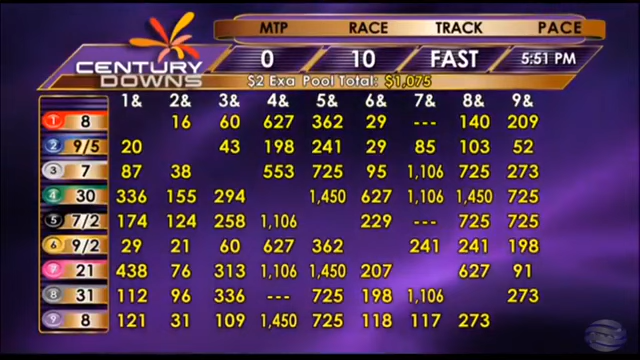 MTP RACE TRACK PACE
CENTURY DOWNS
0 10 FAST 5:51 PM
$2 Exa Pool Total: $1,075
1& 2& 3& 4& 5& 6& 7& 8& 9&
1 8 16 60 627 362 29 --- 140 209
2 9/5 20 43 198 241 29 85 103 52
3 7 87 38 553 725 95 1,106 725 273
4 30 336 155 294 1,450 627 1,106 1,450 725
5 7/2 174 124 258 1,106 229 --- 725 725
6 9/2 29 21 60 627 362 241 241 198
7 21 438 76 313 1,106 1,450 207 627 91
8 31 112 96 336 --- 725 198 1,106 273
9 8 121 31 109 1,450 725 118 117 273